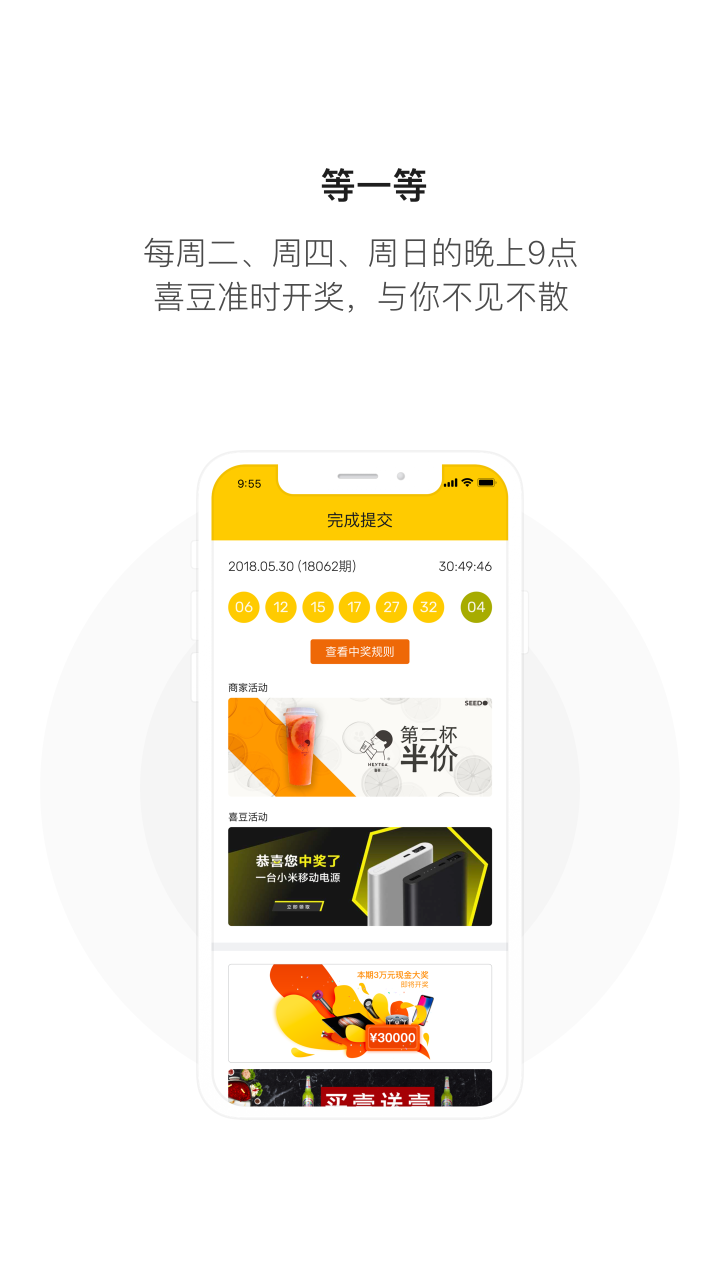 等一等
每周二、周四、周日的晚上9点
喜豆准时开奖，与你不见不散
9:55
完成提交
2018.05.30 (18062期) 30:49:46
06 12 15 17 27 32 04
查看中奖规则
商家活动
SEED
第二杯
半价
HEYTEA
喜茶
喜豆活动
恭喜您中奖了
一台小米移动电源
立即领取
本期3万元现金大奖
即将开奖
¥30000
买壹送壹